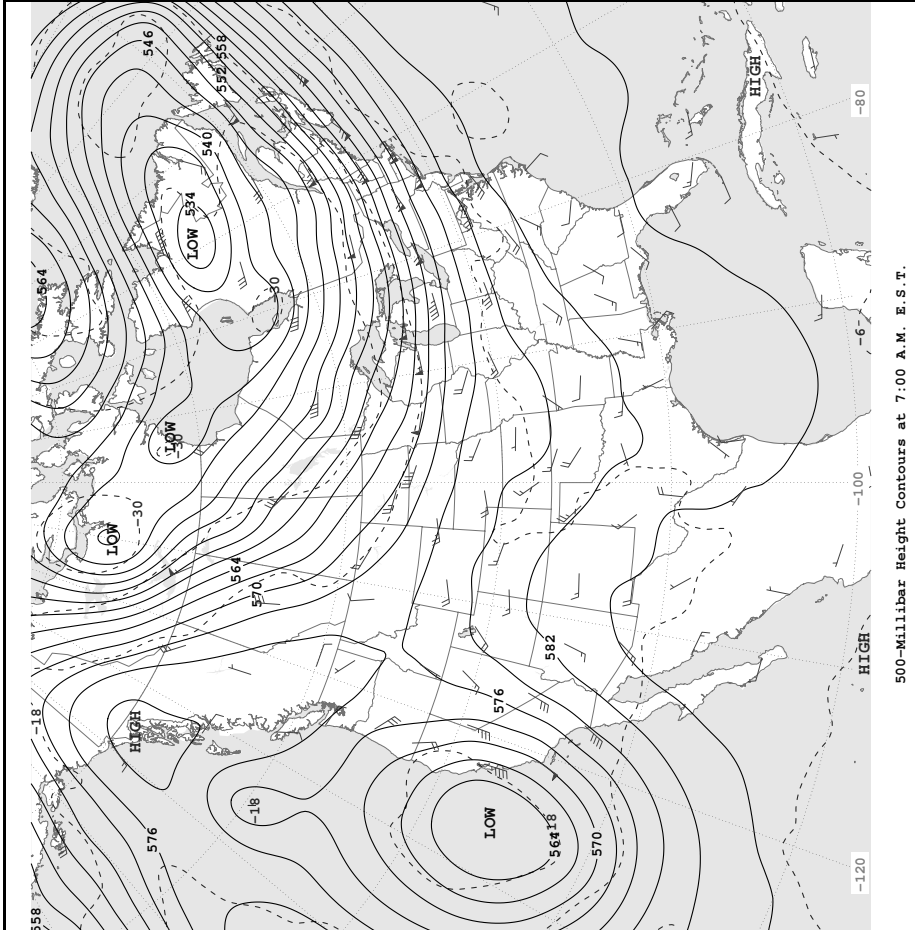 546
552 558
HIGH
-80
540
534
LOW
564
-30
-6
LOW
-30
-30
LOW
-100
564
570
582
576
HIGH
HIGH
-18
-18
LOW
-18
564
570
576
-120
558
500-Millibar Height Contours at 7:00 A.M. E.S.T.